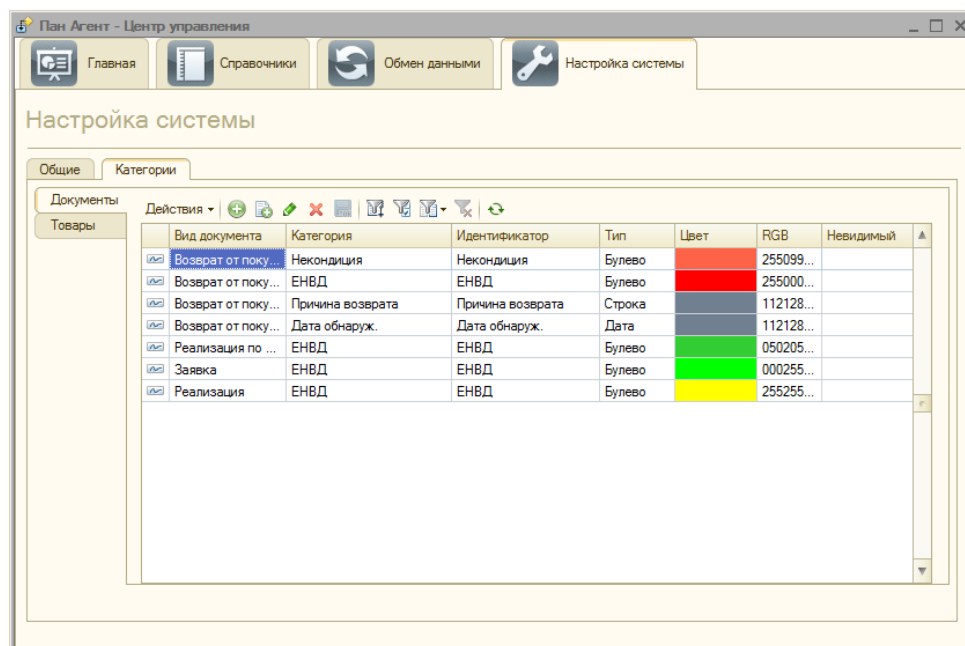 Пан Агент - Центр управления
Главная Справочники Обмен данными Настройка системы
Настройка системы
Общие Категории
Документы
Товары
Действия
Вид документа Категория Идентификатор Тип Цвет RGB Невидимый
Возврат от поку... Некондиция Некондиция Булево 255099...
Возврат от поку... ЕНВД ЕНВД Булево 255000...
Возврат от поку... Причина возврата Причина возврата Строка 112128...
Возврат от поку... Дата обнаруж. Дата обнаруж. Дата 112128...
Реализация по ... ЕНВД ЕНВД Булево 050205...
Заявка ЕНВД ЕНВД Булево 000255...
Реализация ЕНВД ЕНВД Булево 255255...